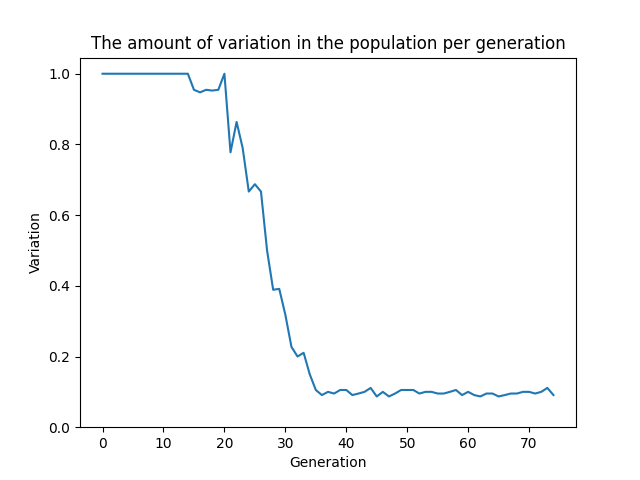 The amount of variation in the population per generation
1.0
0.8
0.6
0.4
0.2
0.0
Variation
0 10 20 30 40 50 60 70
Generation